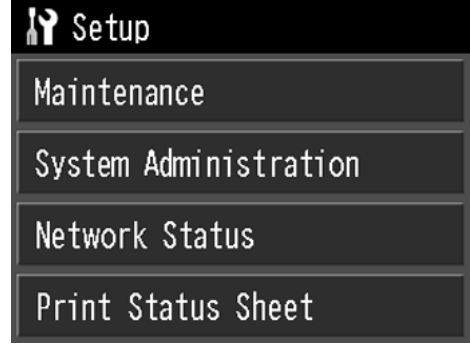 Setup
Maintenance
System Administration
Network Status
Print Status Sheet